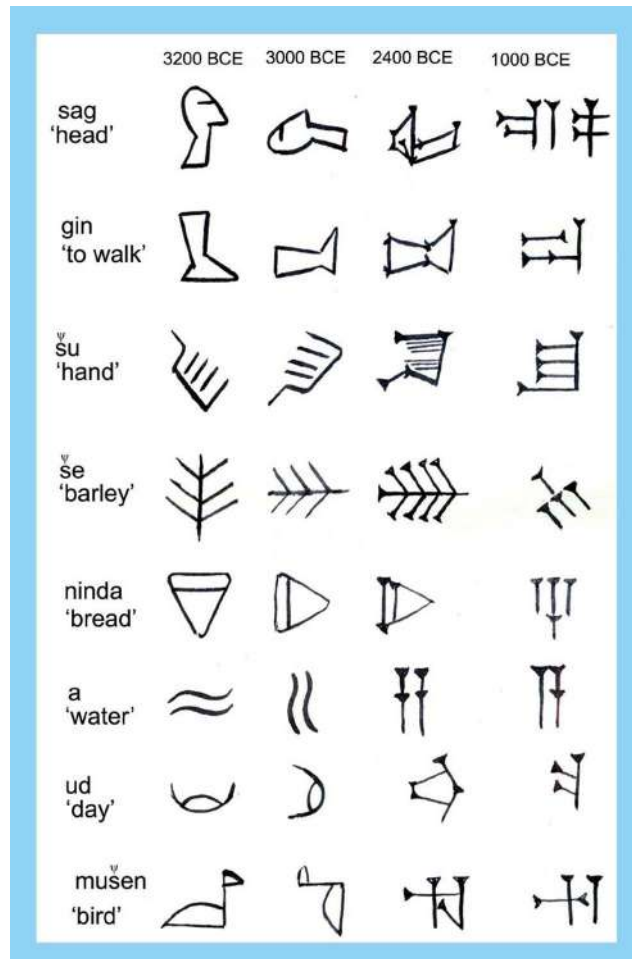 3200 BCE 3000 BCE 2400 BCE 1000 BCE
sag
‘head’
gin
‘to walk’
šu
‘hand’
še
‘barley’
ninda
‘bread’
a
‘water’
ud
‘day’
mušen
‘bird’